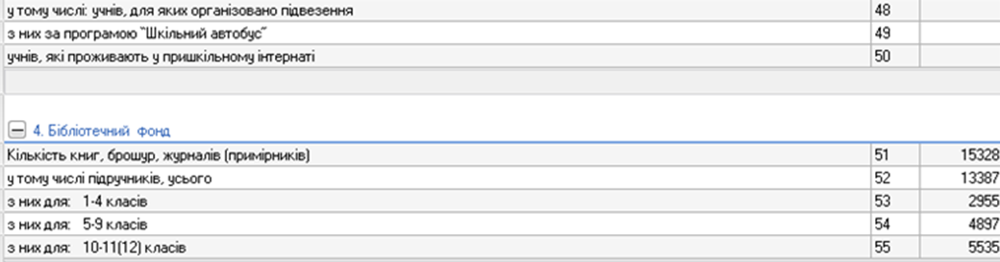 у тому числі: учнів, для яких організовано підвезення 48
з них за програмою "Шкільний автобус" 49
учнів, які проживають у пришкільному інтернаті 50
4. Бібліотечний фонд
Кількість книг, брошур, журналів (примірників) 51 15328
у тому числі підручників, усього 52 13387
з них для: 1-4 класів 53 2955
з них для: 5-9 класів 54 4897
з них для: 10-11(12) класів 55 5535